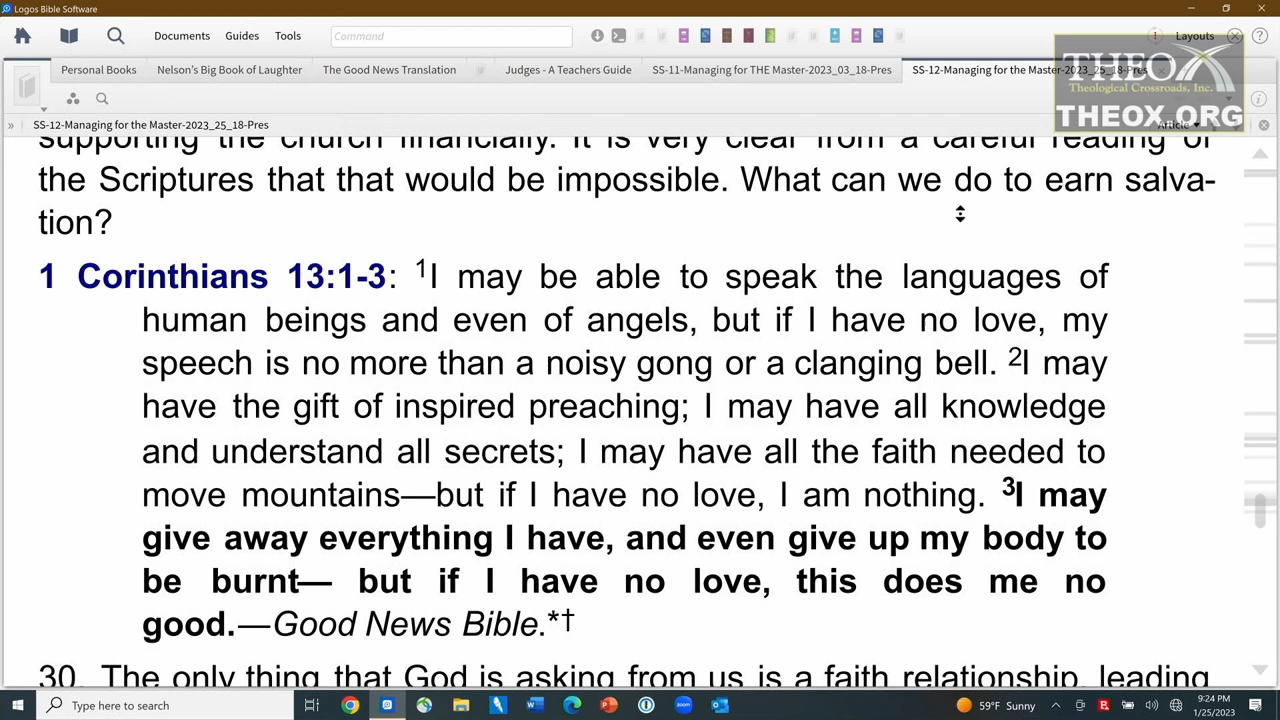 Logos Bible Software
Documents Guides Tools Command Layouts
THEOX
Theological Crossroads, Inc.
THEOX.ORG
Personal Books Nelson's Big Book of Laughter The Go Judges - A Teachers Guide SS-11-Managing for THE Master-2023_03_18-Pres SS-12-Managing for the Master-2023_25_18-Pres
» SS-12-Managing for the Master-2023_25_18-Pres Article
supporting the church financially. It is very clear from a careful reading of
the Scriptures that that would be impossible. What can we do to earn salva-
tion?
1 Corinthians 13:1-3: 1I may be able to speak the languages of
human beings and even of angels, but if I have no love, my
speech is no more than a noisy gong or a clanging bell. 2I may
have the gift of inspired preaching; I may have all knowledge
and understand all secrets; I may have all the faith needed to
move mountains—but if I have no love, I am nothing. 3I may
give away everything I have, and even give up my body to
be burnt— but if I have no love, this does me no
good.—Good News Bible.*†
30. The only thing that God is asking from us is a faith relationship, leading
Type here to search
59°F Sunny
9:24 PM
1/25/2023